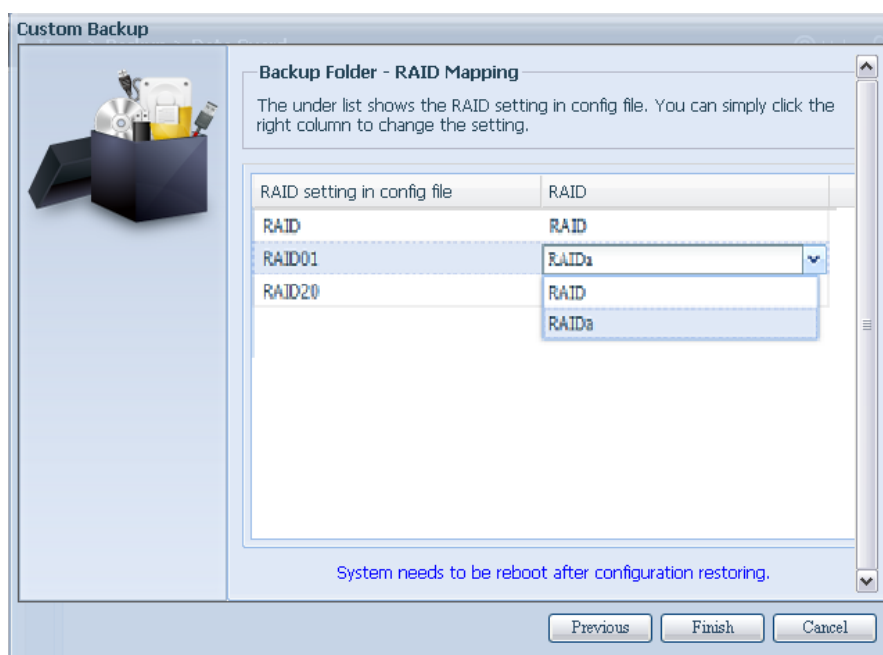 Custom Backup
Backup Folder - RAID Mapping
The under list shows the RAID setting in config file. You can simply click the
right column to change the setting.
RAID setting in config file RAID
RAID RAID
RAID01 RAIDa
RAID20
RAID
RAIDa
System needs to be reboot after configuration restoring.
Previous Finish Cancel